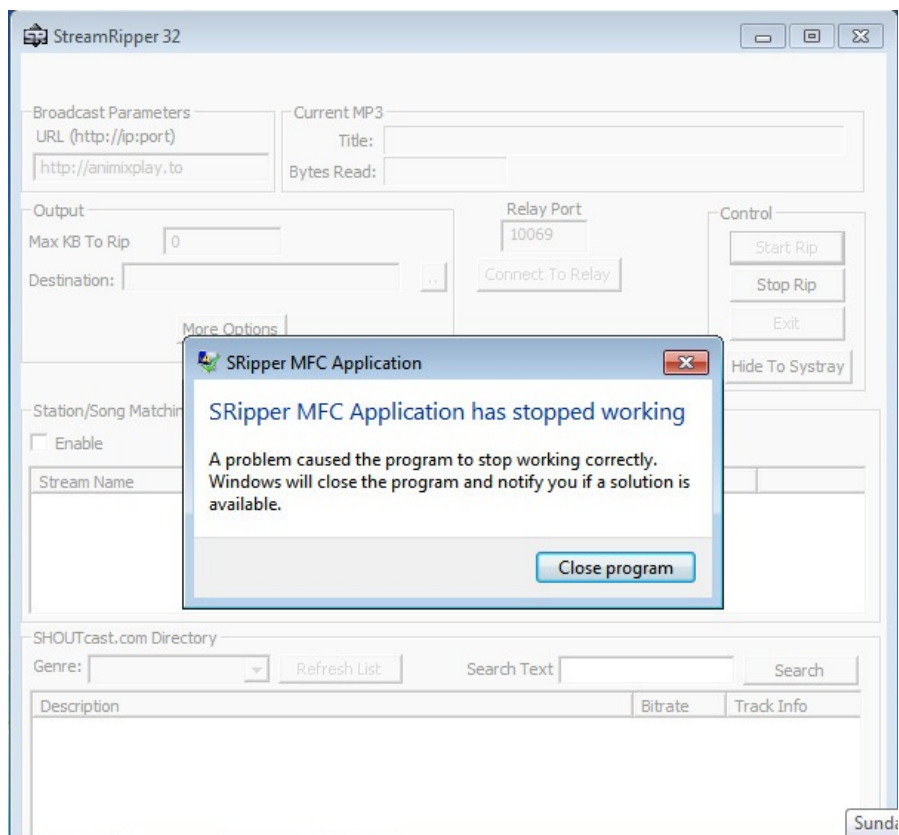 StreamRipper 32
Broadcast Parameters
URL (http://ip:port)
http://animixplay.to
Current MP3
Title:
Bytes Read:
Output
Max KB To Rip 0
Destination: ..
More Options
Relay Port
10069
Connect To Relay
Control
Start Rip
Stop Rip
Exit
Hide To Systray
SRipper MFC Application
SRipper MFC Application has stopped working
A problem caused the program to stop working correctly.
Windows will close the program and notify you if a solution is
available.
Close program
Station/Song Matchin
Enable
Stream Name
SHOUTcast.com Directory
Genre: Refresh List Search Text Search
Description Bitrate Track Info
Sunda